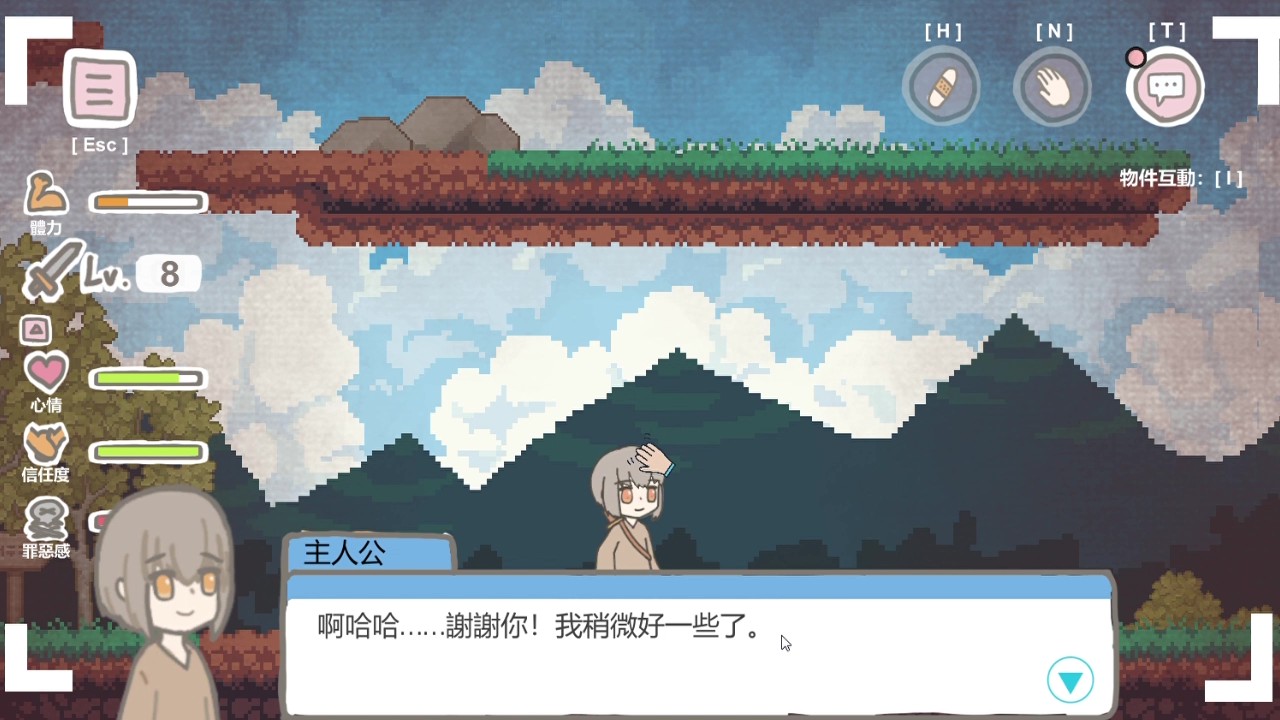 [ H ]
[ N ]
[ T ]
[ Esc ]
物件互動: [ I ]
體力
Lv. 8
心情
信任度
罪惡感
主人公
啊哈哈……謝謝你！我稍微好一些了。